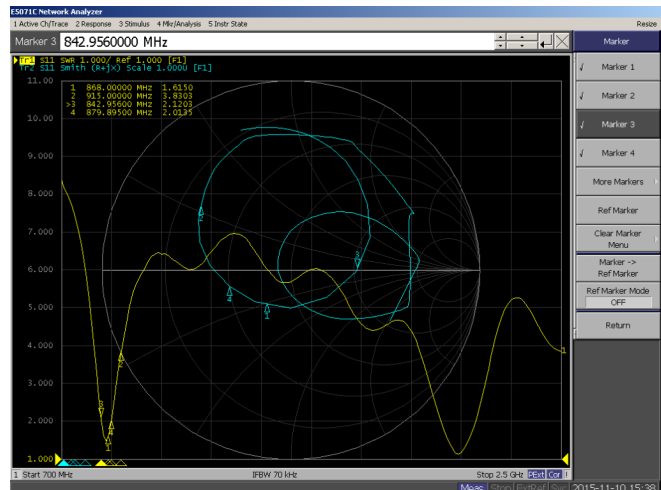 E5071C Network Analyzer
1 Active Ch/Trace 2 Response 3 Stimulus 4 Mkr/Analysis 5 Instr State
Resize
Marker 3 842.9560000 MHz
Marker
Tr1 S11 SWR 1.000/ Ref 1.000 [F1]
Tr2 S11 Smith (R+jX) Scale 1.000U [F1]
11.00
1 868.00000 MHz 1.6150
2 915.00000 MHz 3.8303
>3 842.95600 MHz 2.1203
4 879.89500 MHz 2.0135
10.00
9.000
8.000
7.000
6.000
5.000
4.000
3.000
2.000
1.000
Marker 1
Marker 2
Marker 3
Marker 4
More Markers
Ref Marker
Clear Marker
Menu
Marker ->
Ref Marker
Ref Marker Mode
OFF
Return
1 Start 700 MHz
IFBW 70 kHz
Stop 2.5 GHz PExt Cor !
Meas Stop ExtRef Svc 2015-11-10 15:38